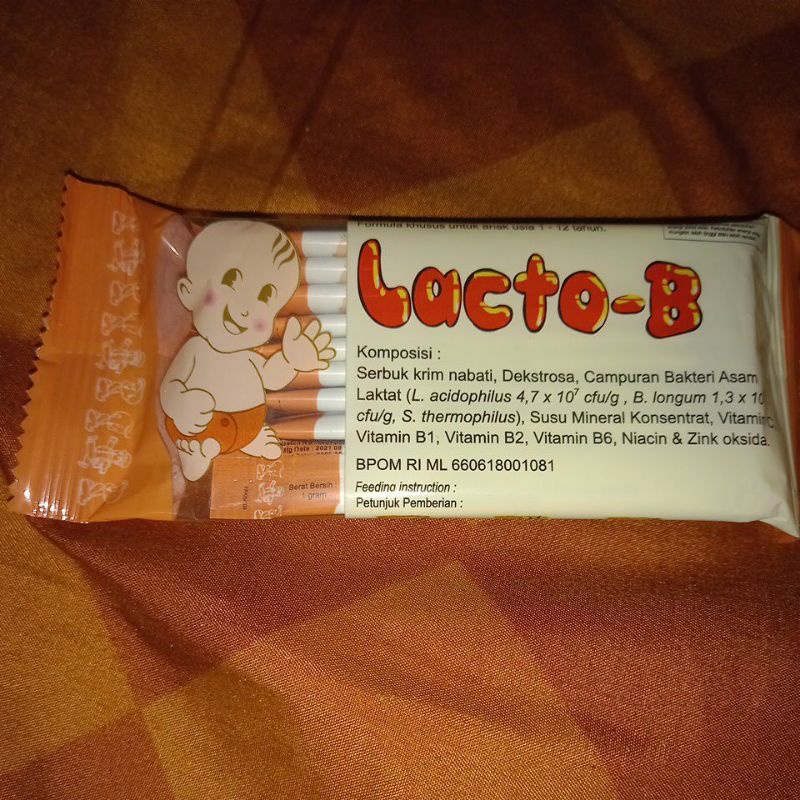 Formula khusus untuk anak usia 1 - 12 tahun.
Lacto-B
Komposisi :
Serbuk krim nabati, Dekstrosa, Campuran Bakteri Asam
Laktat (L. acidophilus 4,7 x 10⁷ cfu/g , B. longum 1,3 x 10
cfu/g, S. thermophilus), Susu Mineral Konsentrat, Vitamin C,
Vitamin B1, Vitamin B2, Vitamin B6, Niacin & Zink oksida.
BPOM RI ML 660618001081
Feeding instruction :
Petunjuk Pemberian :
Berat Bersih :
1 gram